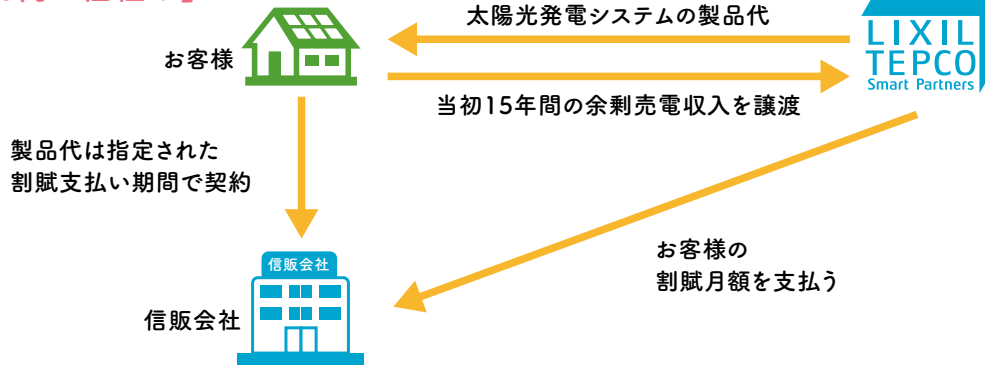 太陽光発電システムの製品代
お客様
LIXIL
TEPCO
Smart Partners
当初15年間の余剰売電収入を譲渡
製品代は指定された
割賦支払い期間で契約
お客様の
割賦月額を支払う
信販会社
信販会社